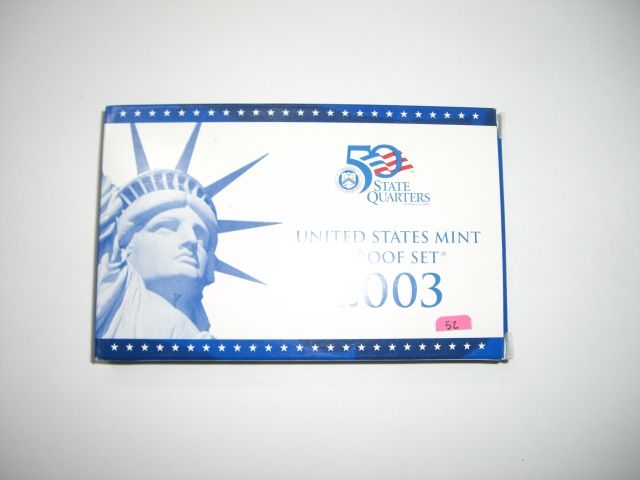 50
STATE
QUARTERS
UNITED STATES MINT
PROOF SET®
2003
52